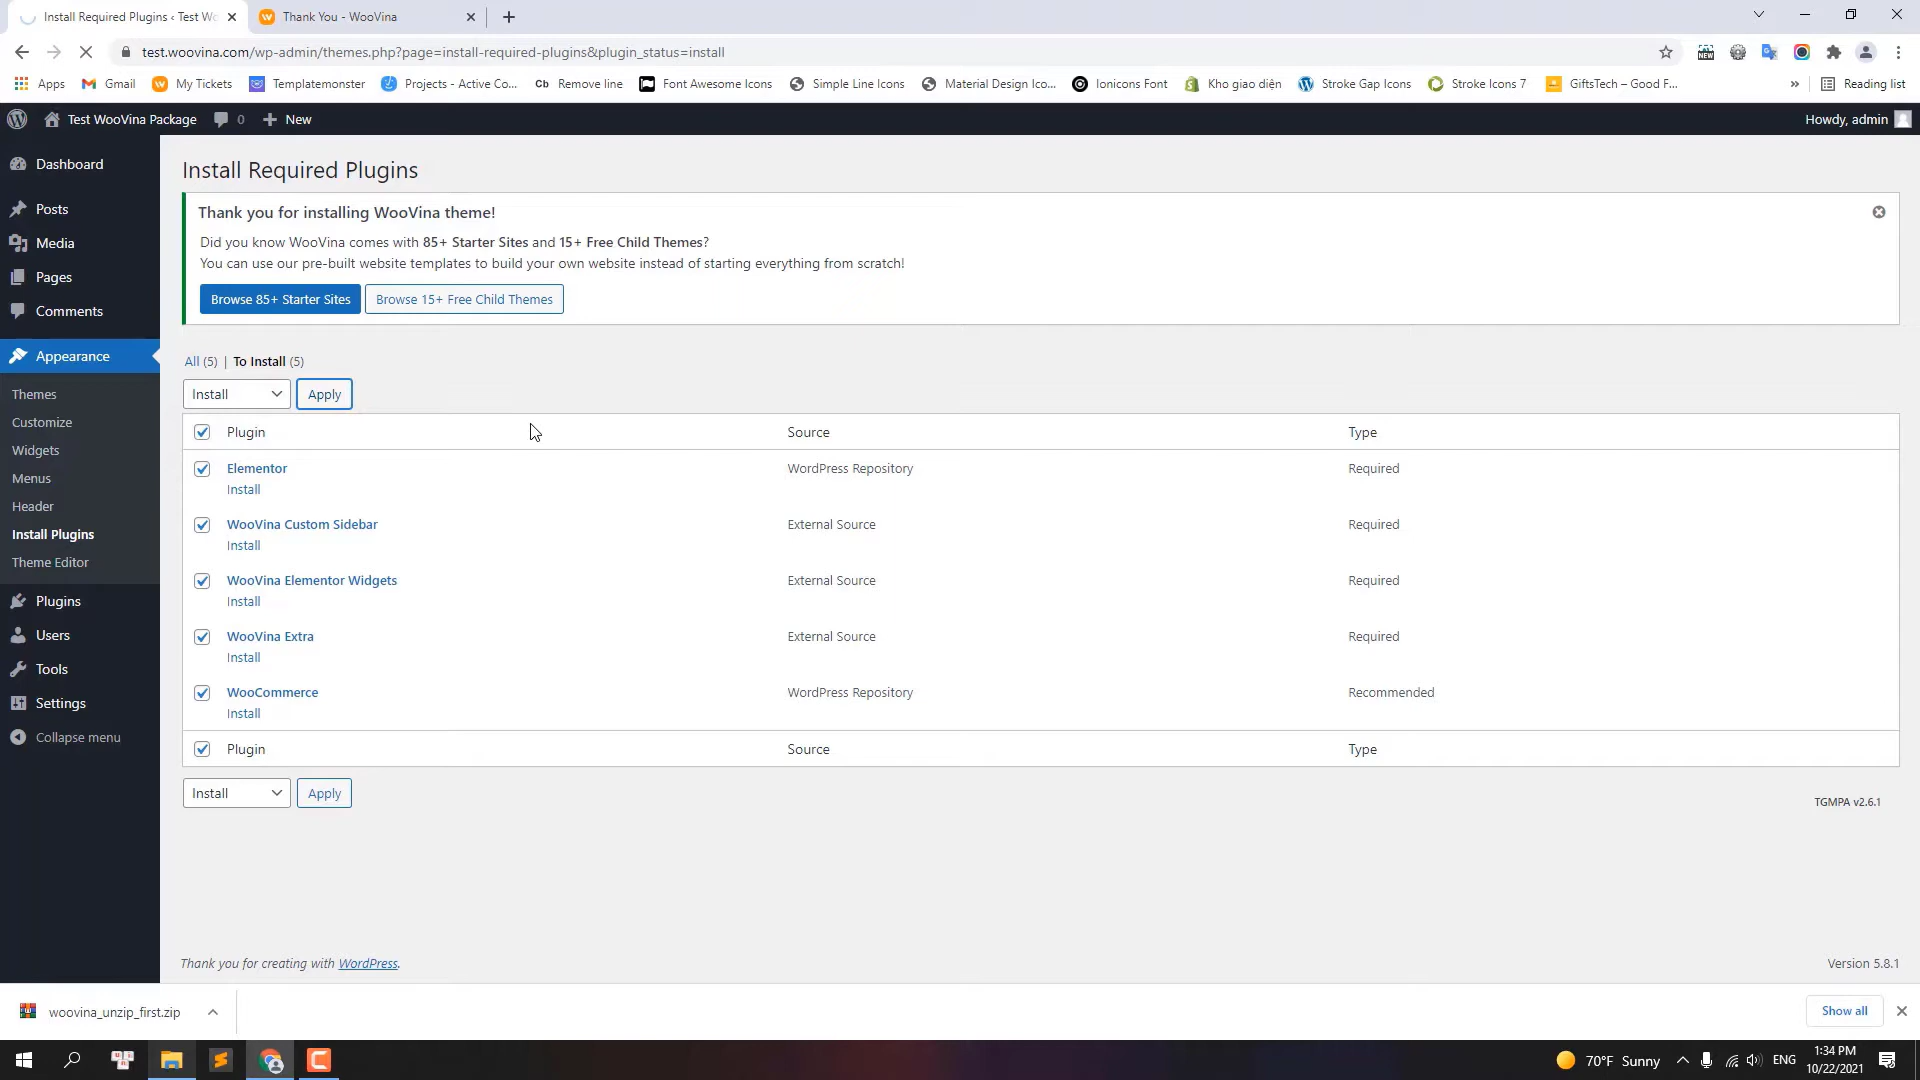 Install Required Plugins ‹ Test Wo
Thank You - WooVina
test.woovina.com/wp-admin/themes.php?page=install-required-plugins&plugin_status=install
Apps
Gmail
My Tickets
Templatemonster
Projects - Active Co...
Cb Remove line
Font Awesome Icons
Simple Line Icons
Material Design Ico...
Ionicons Font
Kho giao diện
Stroke Gap Icons
Stroke Icons 7
GiftsTech – Good F...
»
Reading list
Test WooVina Package
0
New
Howdy, admin
Dashboard
Posts
Media
Pages
Comments
Appearance
Themes
Customize
Widgets
Menus
Header
Install Plugins
Theme Editor
Plugins
Users
Tools
Settings
Collapse menu
Install Required Plugins
Thank you for installing WooVina theme!
Did you know WooVina comes with 85+ Starter Sites and 15+ Free Child Themes?
You can use our pre-built website templates to build your own website instead of starting everything from scratch!
Browse 85+ Starter Sites
Browse 15+ Free Child Themes
All (5) | To Install (5)
Install
Apply
Plugin Source Type
Elementor WordPress Repository Required
Install
WooVina Custom Sidebar External Source Required
Install
WooVina Elementor Widgets External Source Required
Install
WooVina Extra External Source Required
Install
WooCommerce WordPress Repository Recommended
Install
Plugin Source Type
Install
Apply
TGMPA v2.6.1
Thank you for creating with WordPress.
Version 5.8.1
woovina_unzip_first.zip
Show all
70°F Sunny
ENG
1:34 PM
10/22/2021